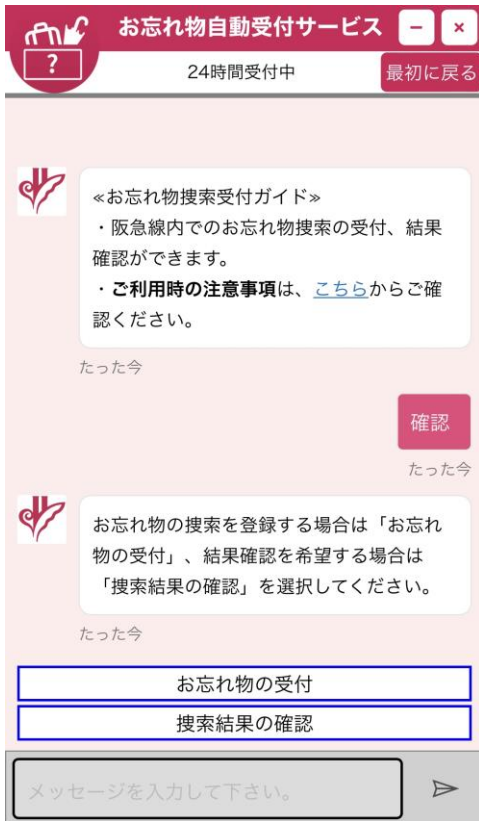 お忘れ物自動受付サービス
?
24時間受付中
最初に戻る
≪お忘れ物捜索受付ガイド≫
・阪急線内でのお忘れ物捜索の受付、結果
確認ができます。
・ご利用時の注意事項は、こちらからご確
認ください。
たった今
確認
たった今
お忘れ物の捜索を登録する場合は「お忘れ
物の受付」、結果確認を希望する場合は
「捜索結果の確認」を選択してください。
たった今
お忘れ物の受付
捜索結果の確認
メッセージを入力して下さい。